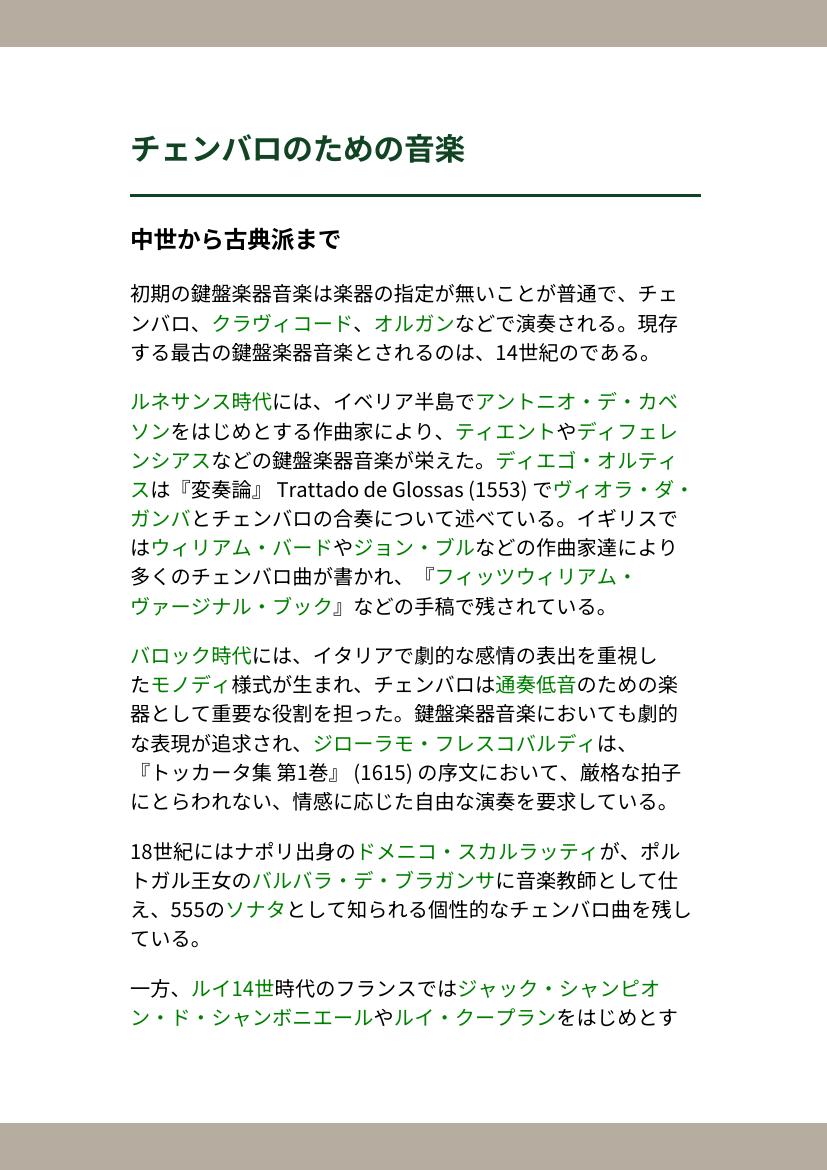 チェンバロのための音楽
中世から古典派まで
初期の鍵盤楽器音楽は楽器の指定が無いことが普通で、チェ
ンバロ、クラヴィコード、オルガンなどで演奏される。現存
する最古の鍵盤楽器音楽とされるのは、14世紀のである。
ルネサンス時代には、イベリア半島でアントニオ・デ・カベ
ソンをはじめとする作曲家により、ティエントやディフェレ
ンシアスなどの鍵盤楽器音楽が栄えた。ディエゴ・オルティ
スは『変奏論』 Trattado de Glossas (1553) でヴィオラ・ダ・
ガンバとチェンバロの合奏について述べている。イギリスで
はウィリアム・バードやジョン・ブルなどの作曲家達により
多くのチェンバロ曲が書かれ、『フィッツウィリアム・
ヴァージナル・ブック』などの手稿で残されている。
バロック時代には、イタリアで劇的な感情の表出を重視し
たモノディ様式が生まれ、チェンバロは通奏低音のための楽
器として重要な役割を担った。鍵盤楽器音楽においても劇的
な表現が追求され、ジローラモ・フレスコバルディは、
『トッカータ集 第1巻』 (1615) の序文において、厳格な拍子
にとらわれない、情感に応じた自由な演奏を要求している。
18世紀にはナポリ出身のドメニコ・スカルラッティが、ポル
トガル王女のバルバラ・デ・ブラガンサに音楽教師として仕
え、555のソナタとして知られる個性的なチェンバロ曲を残し
ている。
一方、ルイ14世時代のフランスではジャック・シャンピオ
ン・ド・シャンボニエールやルイ・クープランをはじめとす